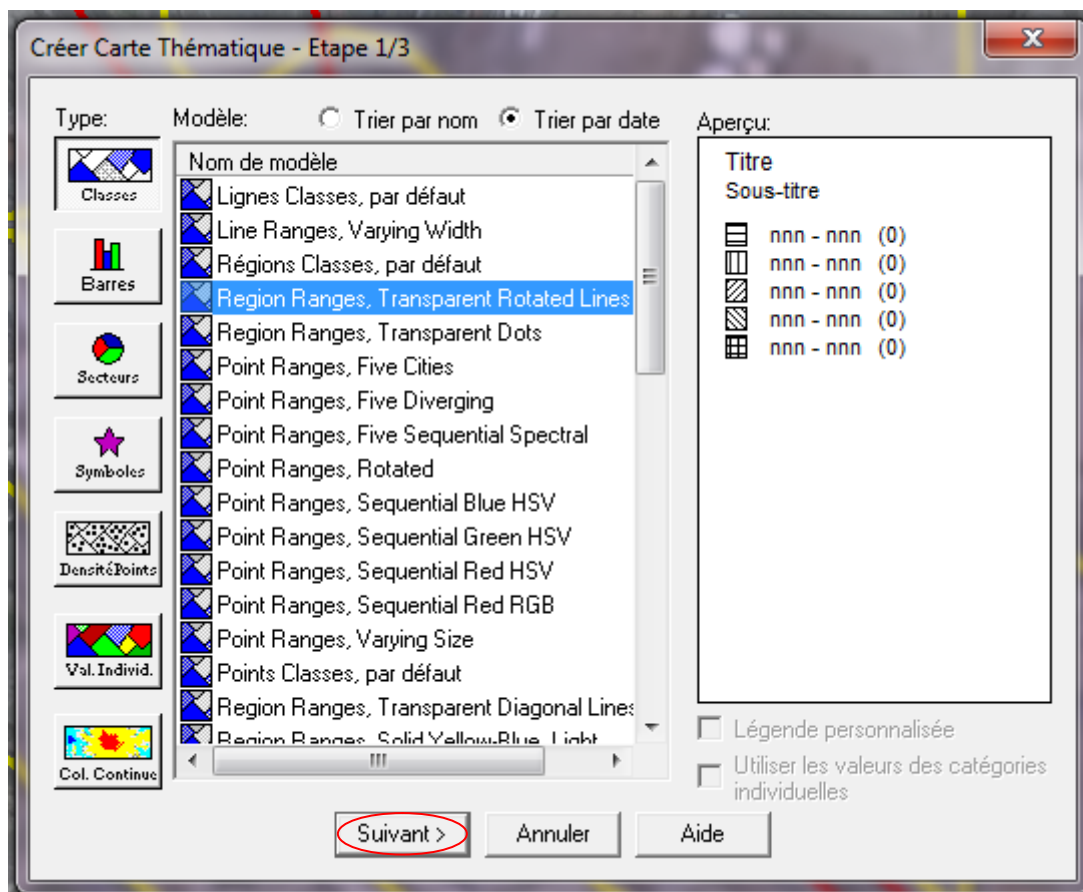 Créer Carte Thématique - Etape 1/3
Type:
Modèle:
Trier par nom
Trier par date
Aperçu:
Classes
Barres
Secteurs
Symboles
DensitéPoints
Val. Individ.
Col. Continue
Nom de modèle
Lignes Classes, par défaut
Line Ranges, Varying Width
Régions Classes, par défaut
Region Ranges, Transparent Rotated Lines
Region Ranges, Transparent Dots
Point Ranges, Five Cities
Point Ranges, Five Diverging
Point Ranges, Five Sequential Spectral
Point Ranges, Rotated
Point Ranges, Sequential Blue HSV
Point Ranges, Sequential Green HSV
Point Ranges, Sequential Red HSV
Point Ranges, Sequential Red RGB
Point Ranges, Varying Size
Points Classes, par défaut
Region Ranges, Transparent Diagonal Lines
Region Ranges, Solid Yellow-Blue, Light
Titre
Sous-titre
nnn - nnn (0)
nnn - nnn (0)
nnn - nnn (0)
nnn - nnn (0)
nnn - nnn (0)
Légende personnalisée
Utiliser les valeurs des catégories
individuelles
Suivant >
Annuler
Aide